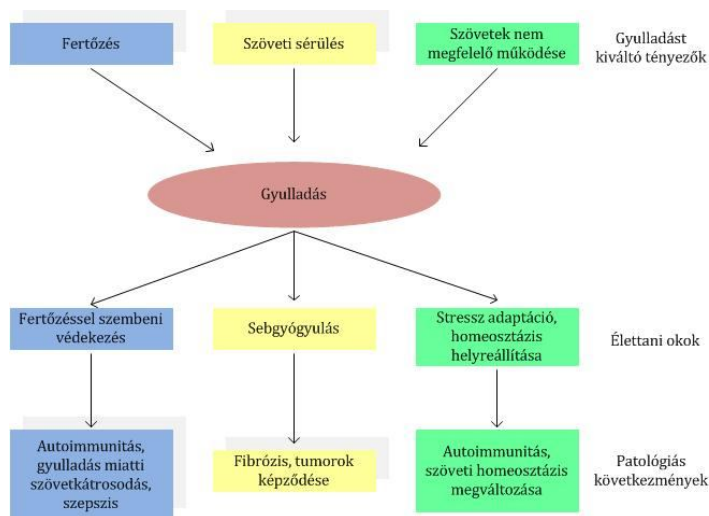 Fertőzés
Szöveti sérülés
Szövetek nem
megfelelő működése
Gyulladást
kiváltó tényezők
Gyulladás
Fertőzéssel szembeni
védekezés
Sebgyógyulás
Stressz adaptáció,
homeosztázis
helyreállítása
Élettani okok
Autoimmunitás,
gyulladás miatti
szövetkátrosodás,
szepszis
Fibrózis, tumorok
képződése
Autoimmunitás,
szöveti homeosztázis
megváltozása
Patológiás
következmények